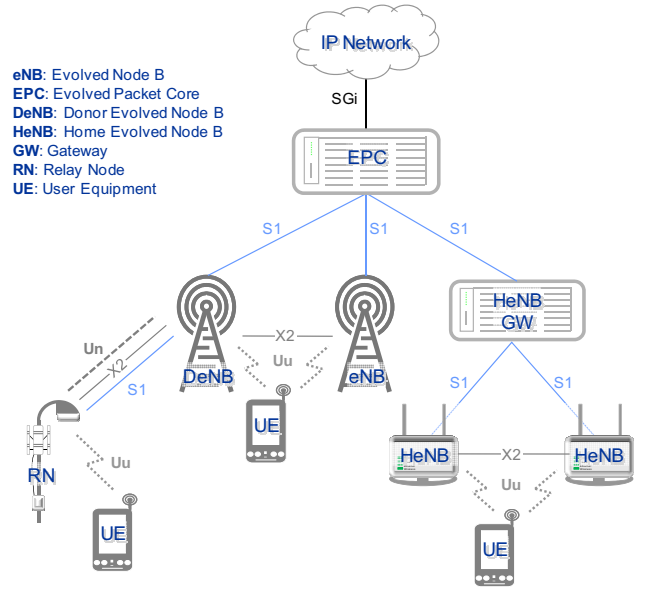 IP Network
eNB: Evolved Node B
EPC: Evolved Packet Core
DeNB: Donor Evolved Node B
HeNB: Home Evolved Node B
GW: Gateway
RN: Relay Node
UE: User Equipment
SGi
EPC
S1
S1
S1
HeNB
GW
Un
X2
S1
DeNB
X2
Uu
eNB
S1
S1
UE
RN
Uu
HeNB
X2
HeNB
Uu
UE
UE